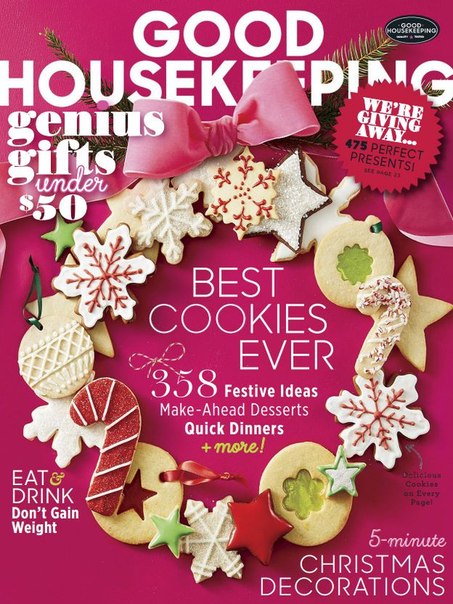 GOOD
HOUSEKEEPING
GOOD
HOUSEKEEPING
genius
gifts
under
$50
WE'RE
GIVING
AWAY...
475 PERFECT
PRESENTS!
SEE PAGE 23
BEST
COOKIES
EVER
358 Festive Ideas
Make-Ahead Desserts
Quick Dinners
+ more!
EAT &
DRINK
Don't Gain
Weight
Delicious
Cookies
on Every
Page!
5-minute
CHRISTMAS
DECORATIONS